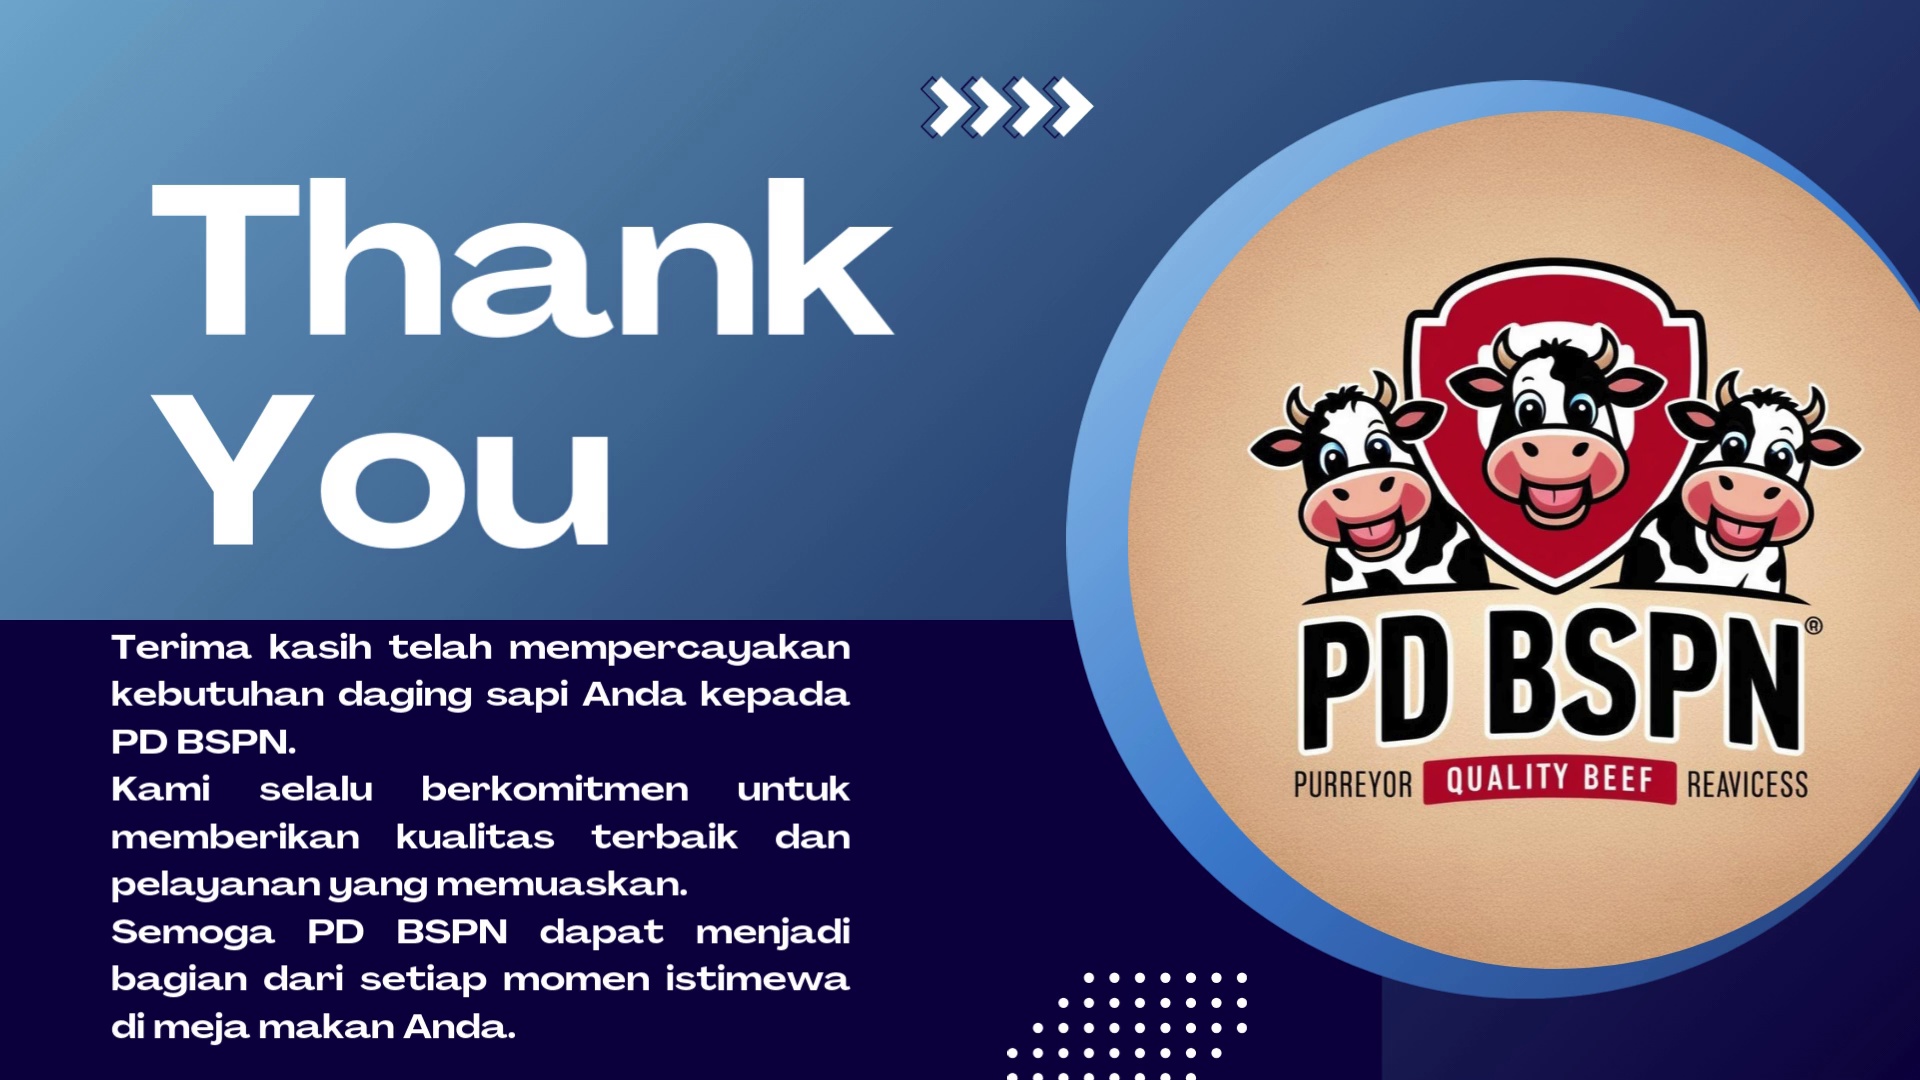 Thank
You
Terima kasih telah mempercayakan
kebutuhan daging sapi Anda kepada
PD BSPN.
Kami selalu berkomitmen untuk
memberikan kualitas terbaik dan
pelayanan yang memuaskan.
Semoga PD BSPN dapat menjadi
bagian dari setiap momen istimewa
di meja makan Anda.
PD BSPN®
PURREYOR QUALITY BEEF REAVICESS